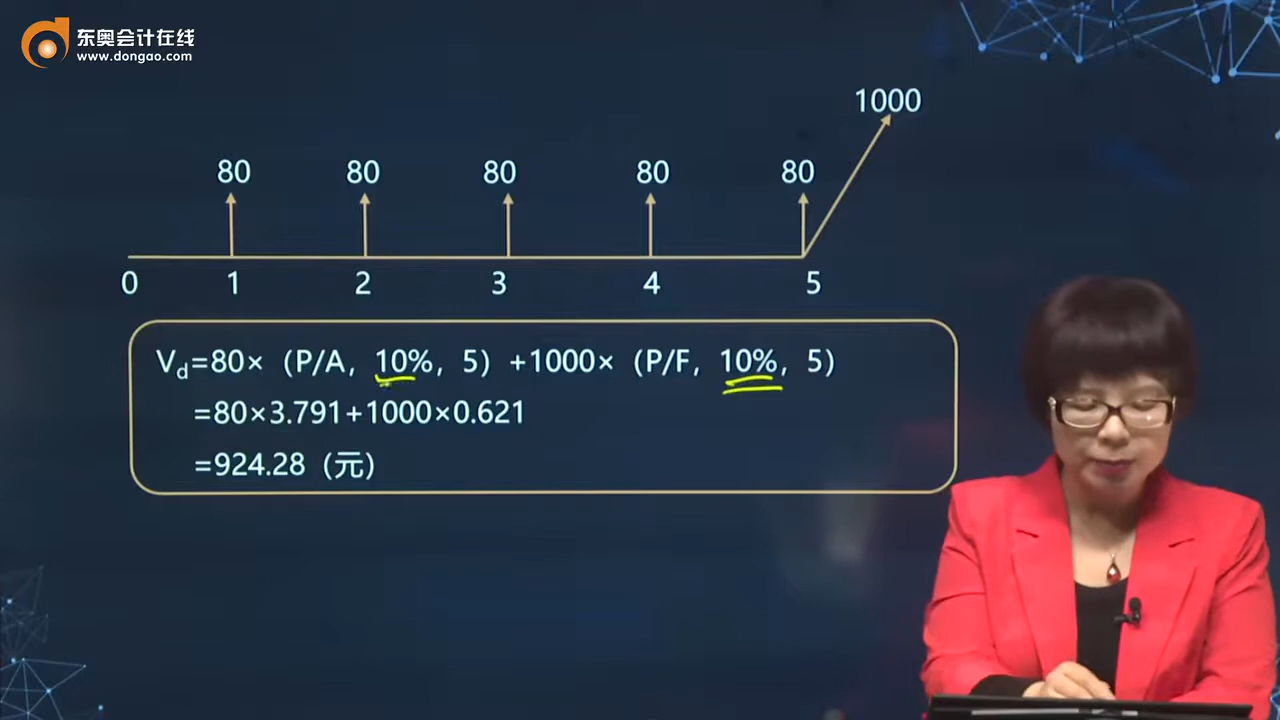 东奥会计在线
www.dongao.com
1000
80 80 80 80 80
0 1 2 3 4 5
Vd=80×（P/A，10%，5）+1000×（P/F，10%，5）
=80×3.791+1000×0.621
=924.28（元）